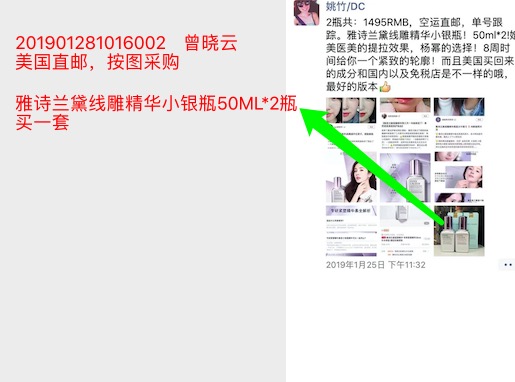 201901281016002 曾晓云
美国直邮，按图采购
雅诗兰黛线雕精华小银瓶50ML*2瓶
买一套
姚竹/DC
2瓶共：1495RMB，空运直邮，单号跟
踪。雅诗兰黛线雕精华小银瓶！50ml*2!媲
美医美的提拉效果，杨幂的选择！8周时
间给你一个紧致的轮廓！而且美国买回来
的成分和国内以及免税店是不一样的哦，
最好的版本👍
2019年1月25日 下午11:32